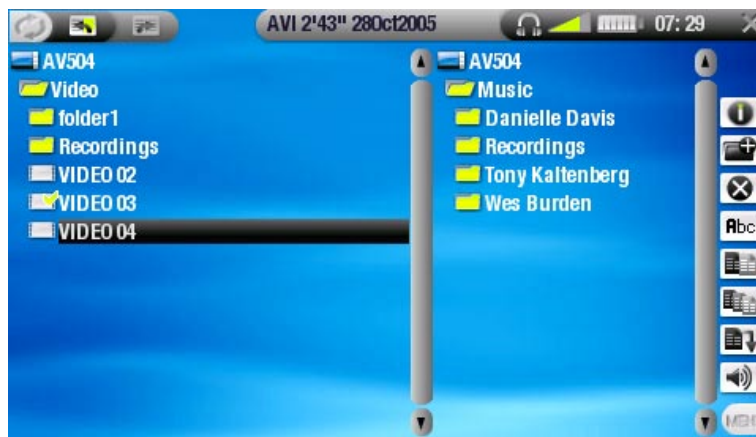 AVI 2'43" 28Oct2005
07:29
AV504
Video
folder1
Recordings
VIDEO 02
VIDEO 03
VIDEO 04
AV504
Music
Danielle Davis
Recordings
Tony Kaltenberg
Wes Burden
Abc